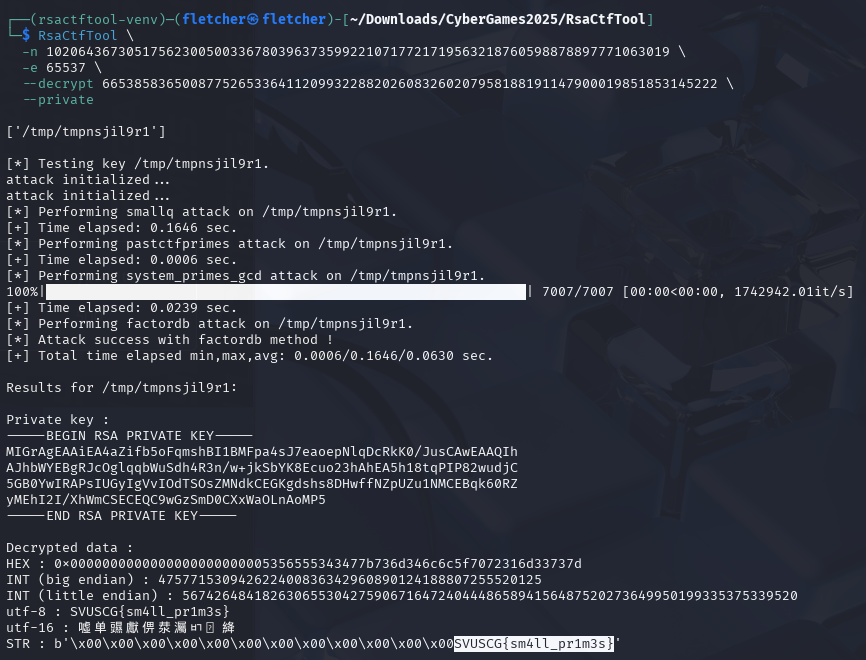 ┌──(rsactftool-venv)─(fletcher㉿fletcher)-[~/Downloads/CyberGames2025/RsaCtfTool]
└─$ RsaCtfTool \
-n 102064367305175623005003367803963735992210717721719563218760598878897771063019 \
-e 65537 \
--decrypt 66538583650087752653364112099322882026083260207958188191147900019851853145222 \
--private
['/tmp/tmpnsjil9r1']
[*] Testing key /tmp/tmpnsjil9r1.
attack initialized...
attack initialized...
[*] Performing smallq attack on /tmp/tmpnsjil9r1.
[+] Time elapsed: 0.1646 sec.
[*] Performing pastctfprimes attack on /tmp/tmpnsjil9r1.
[+] Time elapsed: 0.0006 sec.
[*] Performing system_primes_gcd attack on /tmp/tmpnsjil9r1.
100%| | 7007/7007 [00:00<00:00, 1742942.01it/s]
[+] Time elapsed: 0.0239 sec.
[*] Performing factordb attack on /tmp/tmpnsjil9r1.
[*] Attack success with factordb method !
[+] Total time elapsed min,max,avg: 0.0006/0.1646/0.0630 sec.
Results for /tmp/tmpnsjil9r1:
Private key :
-----BEGIN RSA PRIVATE KEY-----
MIGrAgEAAiEA4aZifb5oFqmshBI1BMFpa4sJ7eaoepNlqDcRkK0/JusCAwEAAQIh
AJhbWYEBgRJcOglqqbWuSdh4R3n/w+jkSbYK8Ecuo23hAhEA5h18tqPIP82wudjC
5GB0YwIRAPsIUGyIgVvIOdTSOsZMNdkCEGKgdshs8DHwffNZpUZu1NMCEBqk60RZ
yMEhI2I/XhWmCSECEQC9wGzSmD0CXxWaOLnAoMP5
-----END RSA PRIVATE KEY-----
Decrypted data :
HEX : 0x00000000000000000000000005356555343477b736d346c6c5f7072316d33737d
INT (big endian) : 475771530942622400836342960890124188807255520125
INT (little endian) : 56742648418263065530427590671647240444865894156487520273649950199335375339520
utf-8 : SVUSCG{sm4ll_pr1m3s}
STR : b'\x00\x00\x00\x00\x00\x00\x00\x00\x00\x00\x00\x00SVUSCG{sm4ll_pr1m3s}'